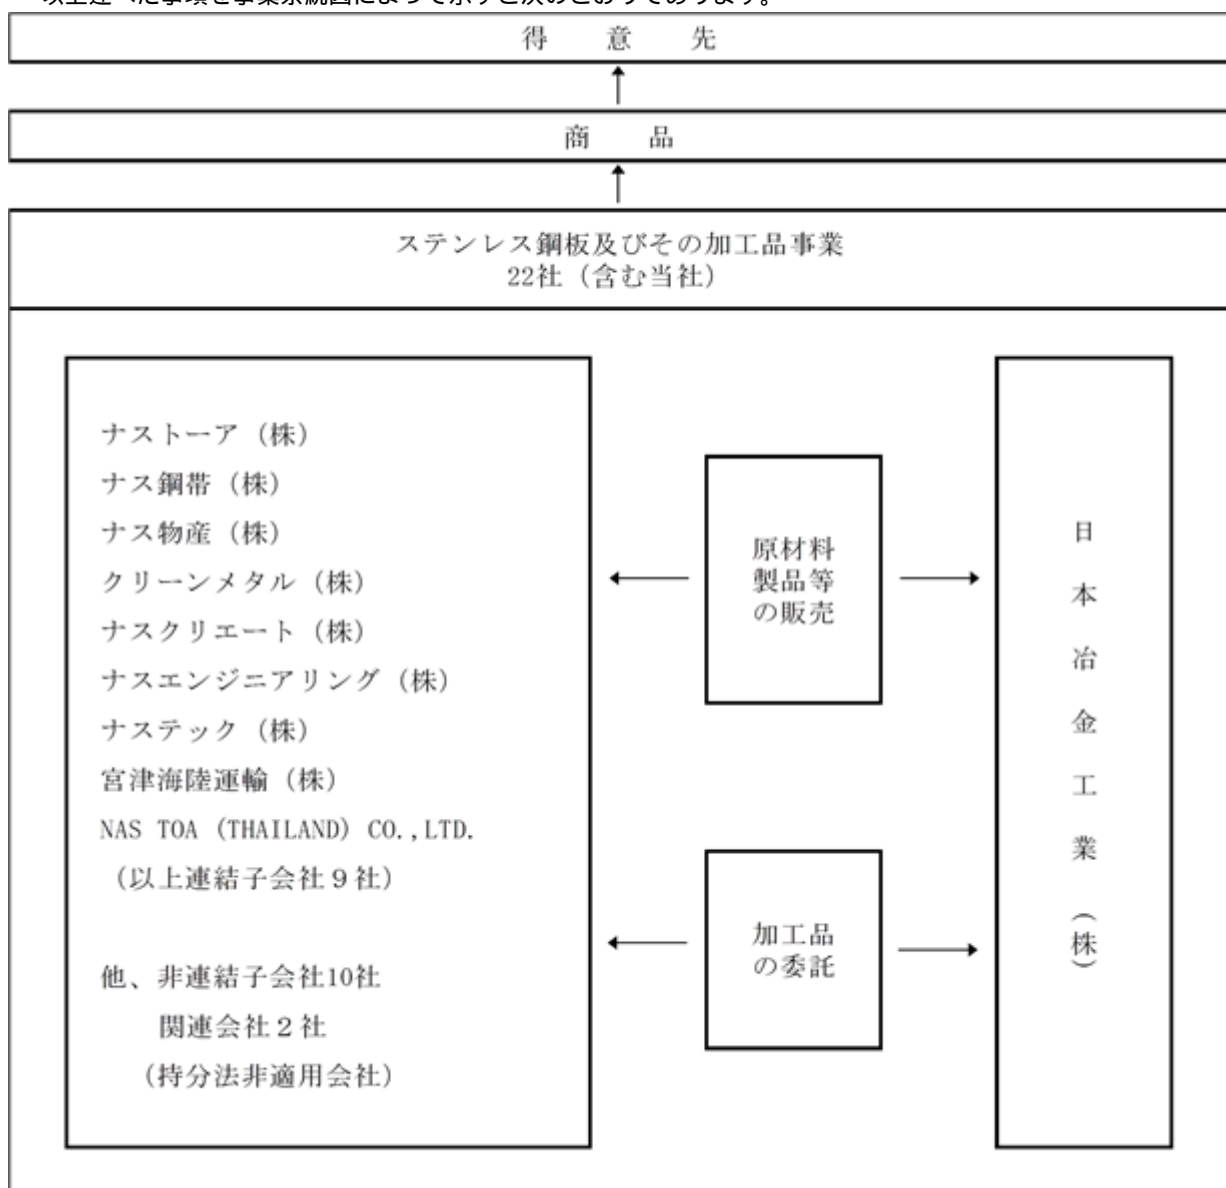 以上述べた事項を事業系統図によって示すと次のとおりであります。
得意先
商品
ステンレス鋼板及びその加工品事業
22社（含む当社）
ナストーア（株）
ナス鋼帯（株）
ナス物産（株）
クリーンメタル（株）
ナスクリエート（株）
ナスエンジニアリング（株）
ナステック（株）
宮津海陸運輸（株）
NAS TOA (THAILAND) CO.,LTD.
（以上連結子会社９社）
他、非連結子会社10社
関連会社２社
（持分法非適用会社）
原材料
製品等
の販売
加工品
の委託
日本冶金工業（株）